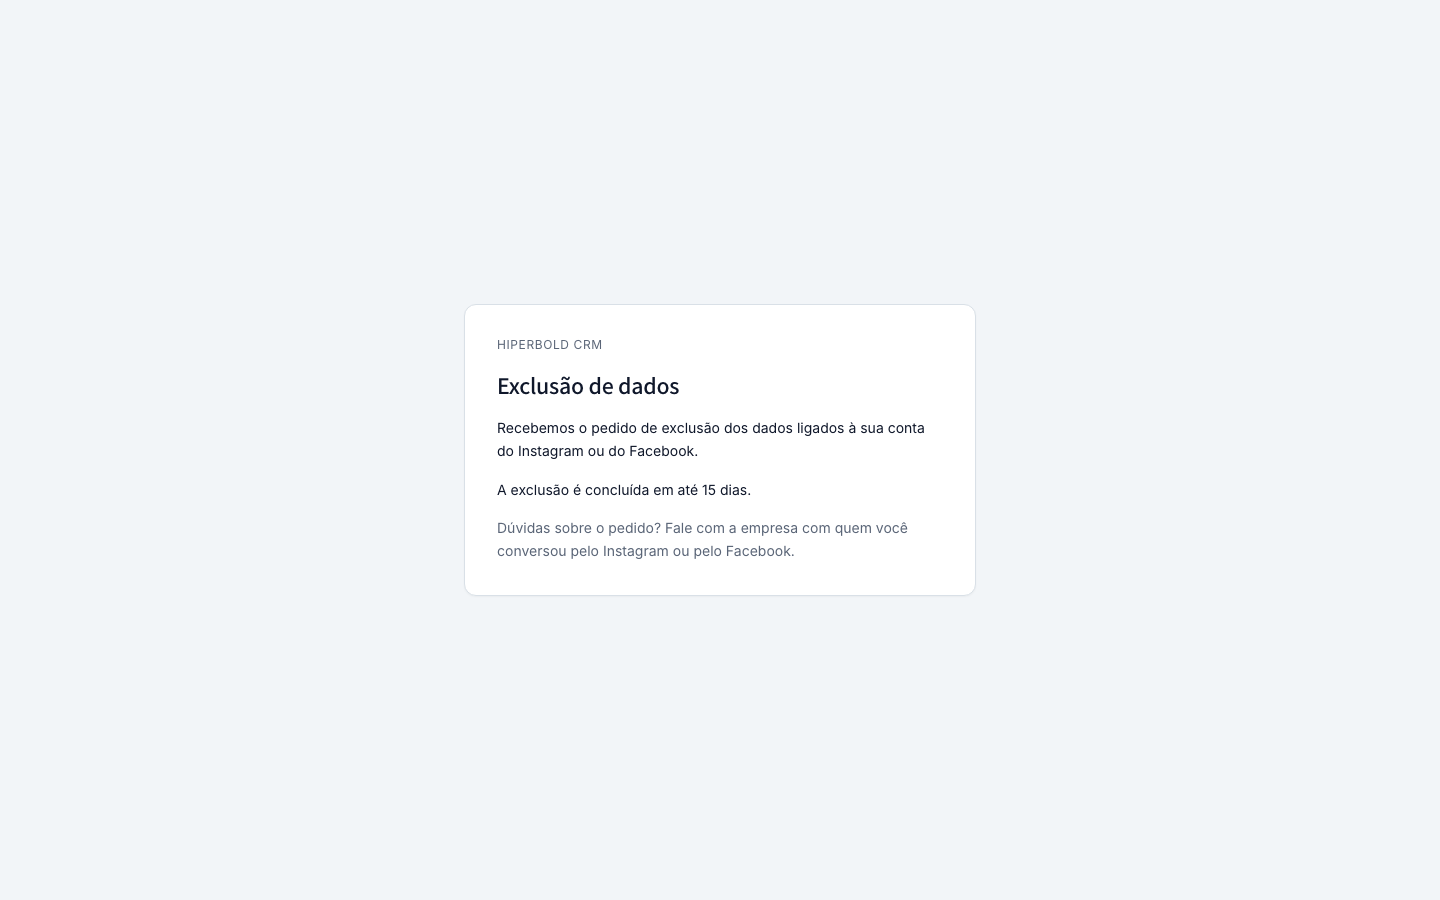 HIPERBOLD CRM
Exclusão de dados
Recebemos o pedido de exclusão dos dados ligados à sua conta
do Instagram ou do Facebook.
A exclusão é concluída em até 15 dias.
Dúvidas sobre o pedido? Fale com a empresa com quem você
conversou pelo Instagram ou pelo Facebook.